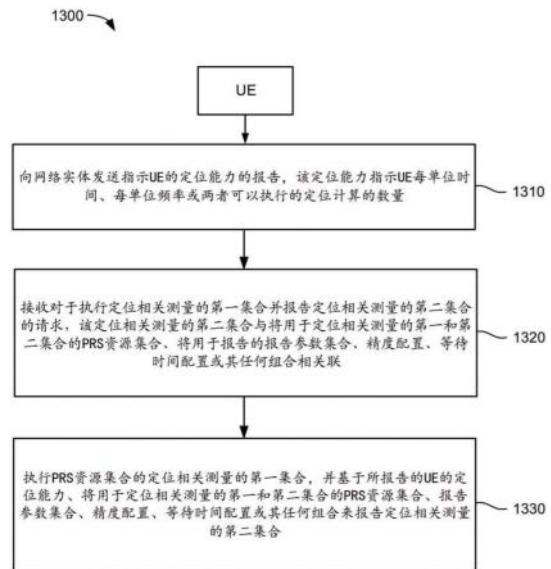 1300
UE
向网络实体发送指示UE的定位能力的报告，该定位能力指示UE每单位时
间、每单位频率或两者可以执行的定位计算的数量
1310
接收对于执行定位相关测量的第一集合并报告定位相关测量的第二集合
的请求，该定位相关测量的第二集合与将用于定位相关测量的第一和第
二集合的PRS资源集合、将用于报告的报告参数集合、精度配置、等待
时间配置或其任何组合相关联
1320
执行PRS资源集合的定位相关测量的第一集合，并基于所报告的UE的定
位能力、将用于定位相关测量的第一和第二集合的PRS资源集合、报告
参数集合、精度配置、等待时间配置或其任何组合来报告定位相关测量
的第二集合
1330